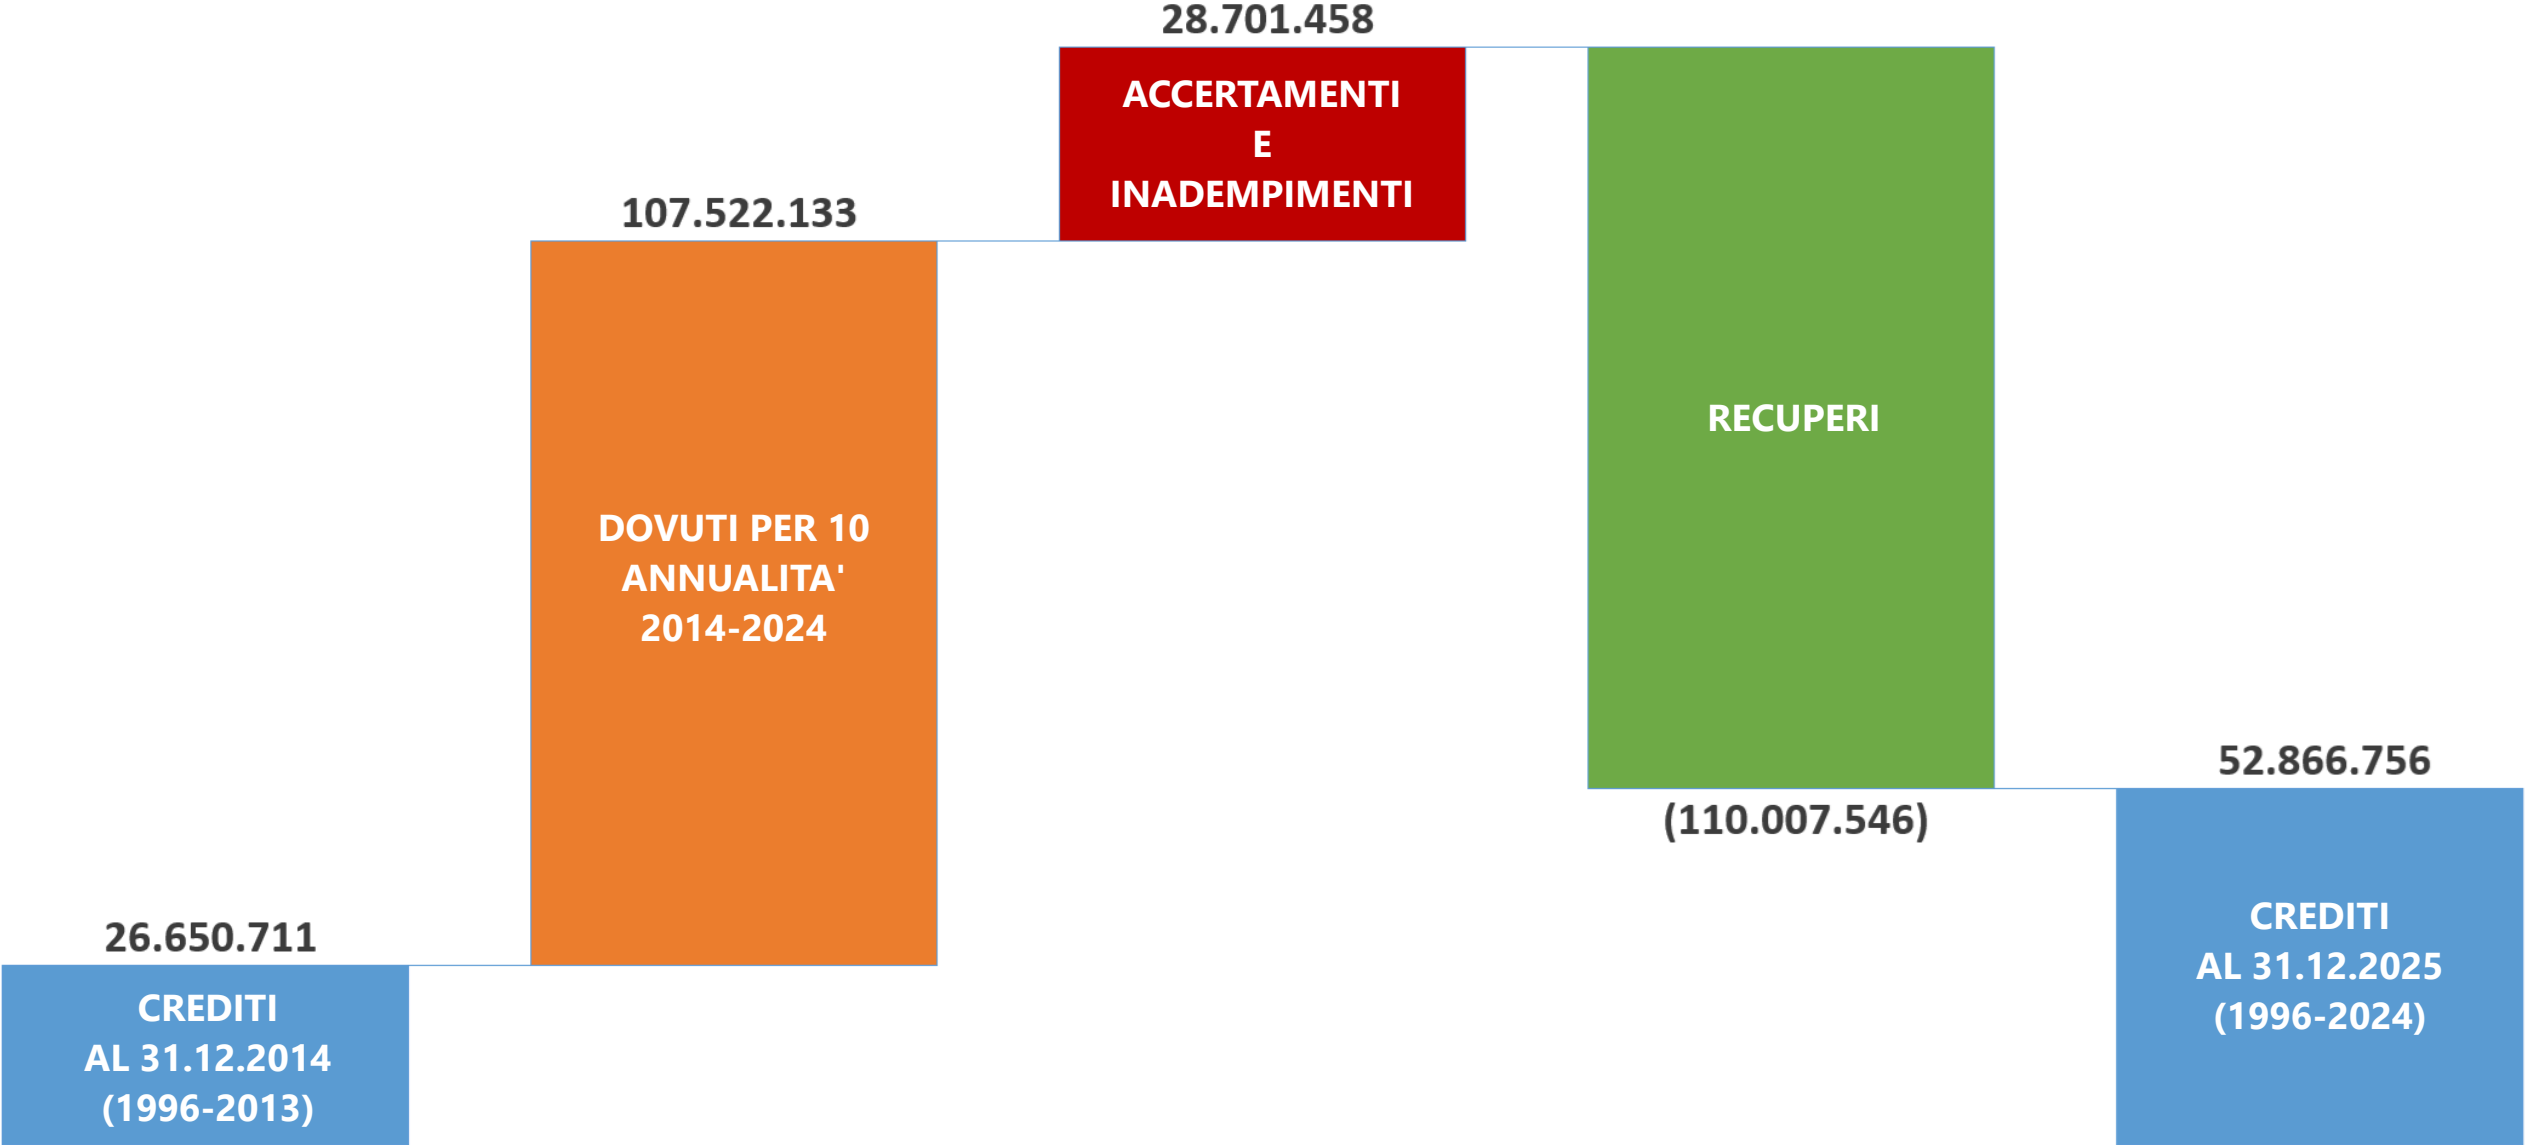 28.701.458
ACCERTAMENTI
E
INADEMPIMENTI
107.522.133
DOVUTI PER 10
ANNUALITA'
2014-2024
RECUPERI
(110.007.546)
26.650.711
CREDITI
AL 31.12.2014
(1996-2013)
52.866.756
CREDITI
AL 31.12.2025
(1996-2024)